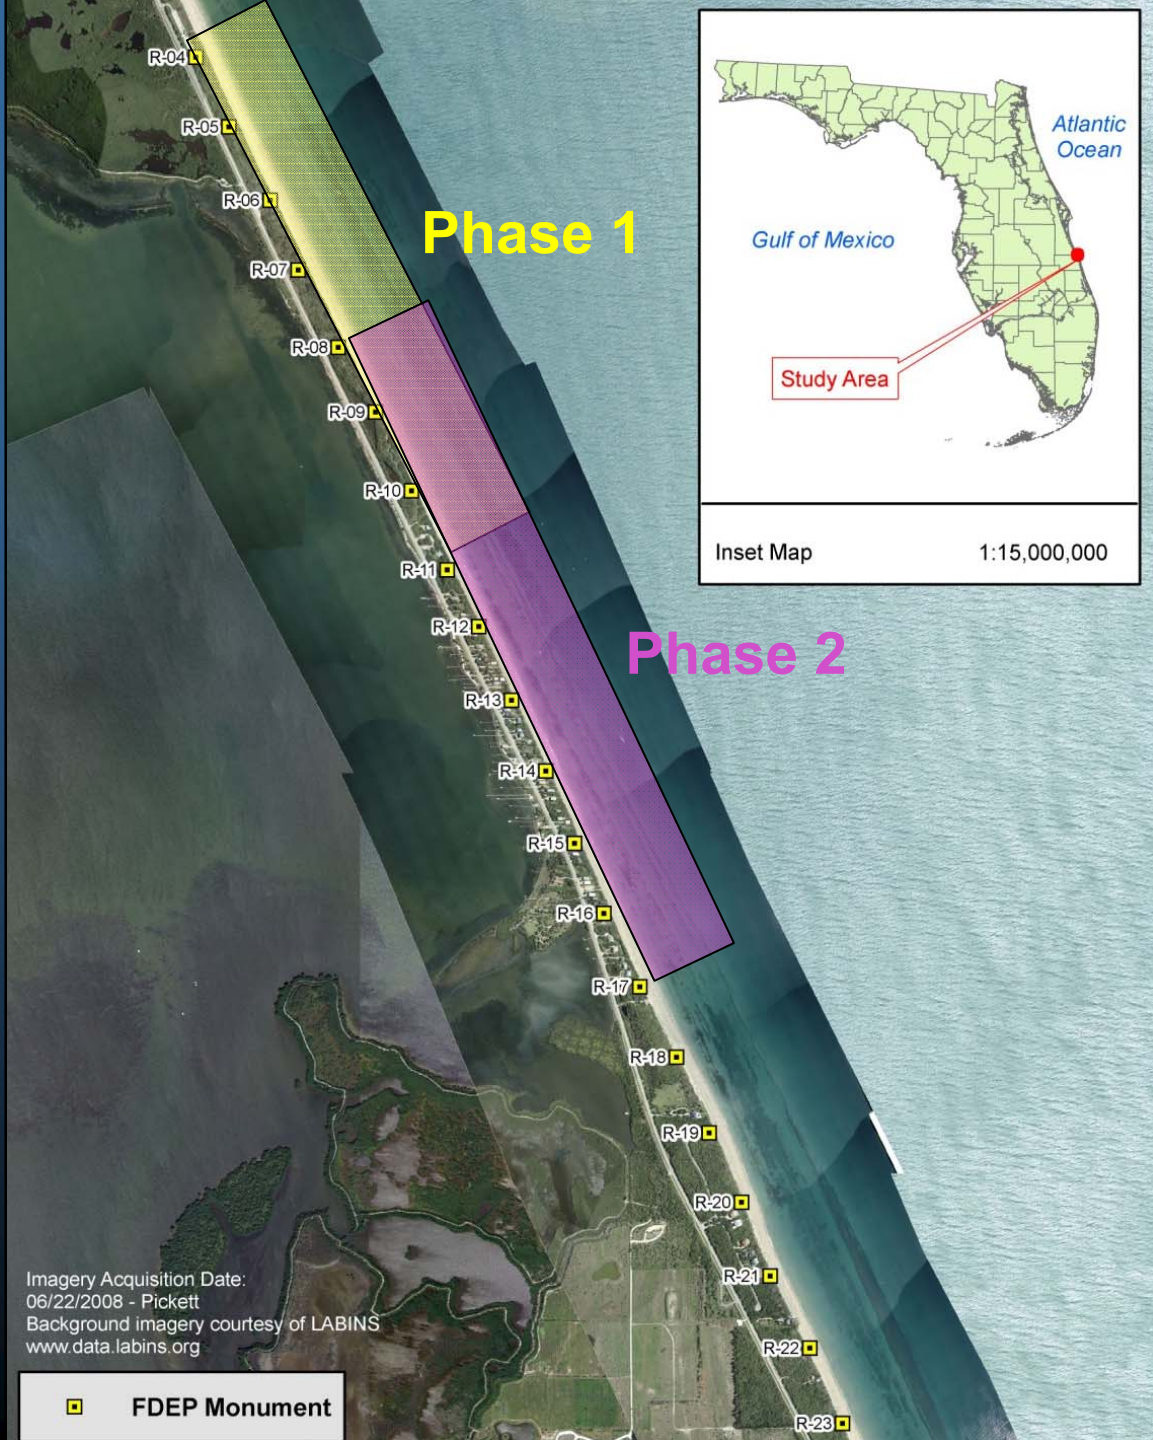 R-04
R-05
R-06
R-07
R-08
R-09
R-10
R-11
R-12
R-13
R-14
R-15
R-16
R-17
R-18
R-19
R-20
R-21
R-22
R-23
Phase 1
Phase 2
Atlantic
Ocean
Gulf of Mexico
Study Area
Inset Map 1:15,000,000
Imagery Acquisition Date:
06/22/2008 - Pickett
Background imagery courtesy of LABINS
www.data.labins.org
FDEP Monument